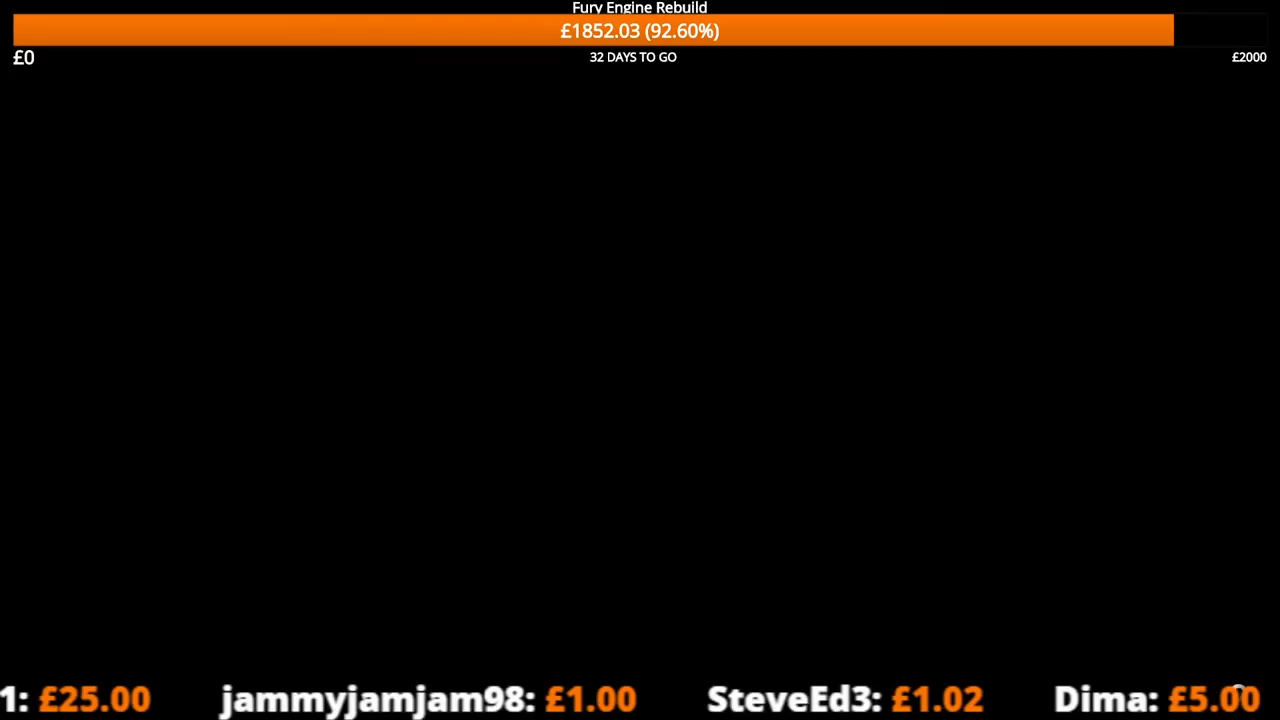 Fury Engine Rebuild
£1852.03 (92.60%)
£0 32 DAYS TO GO £2000
1: £25.00 jammyjamjam98: £1.00 SteveEd3: £1.02 Dima: £5.00